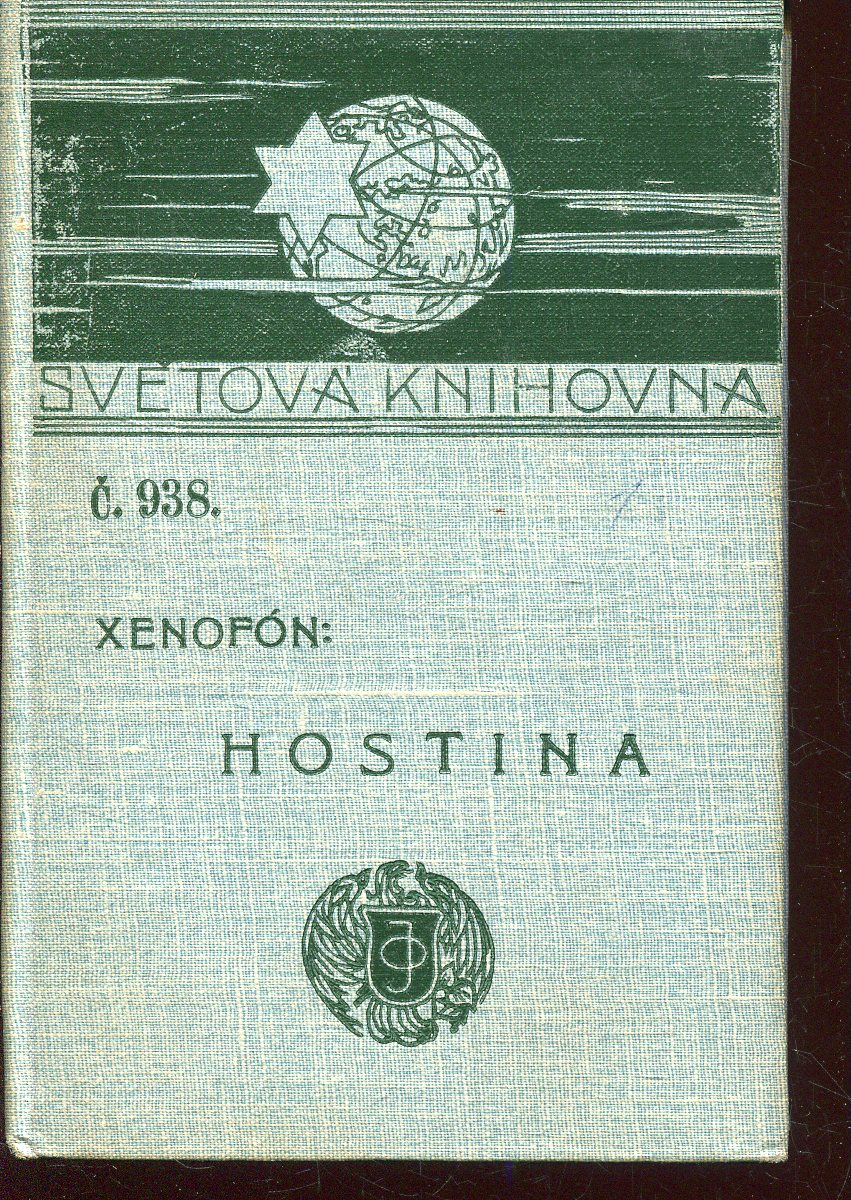 SVĚTOVÁ KNIHOVNA
Č. 938.
XENOFÓN:
HOSTINA